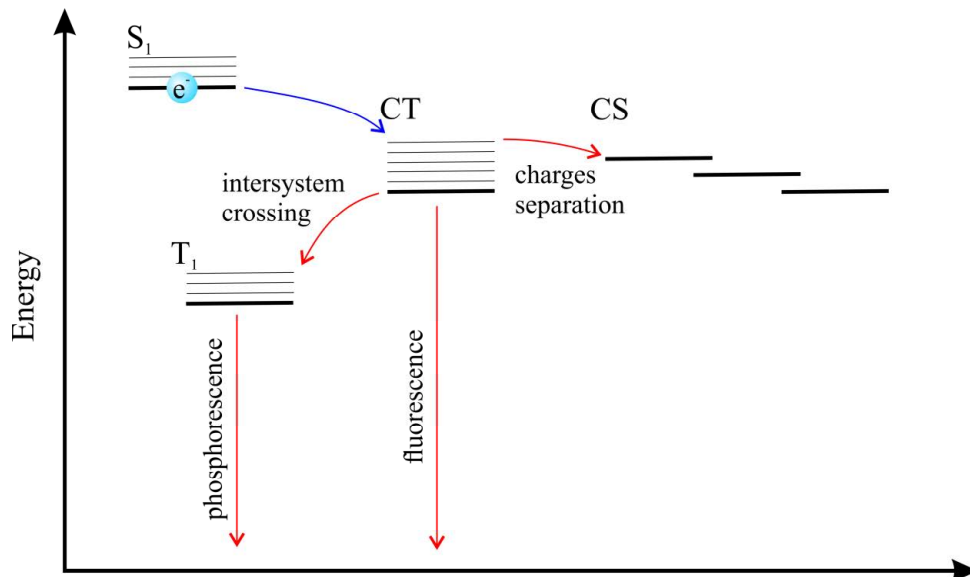 S₁
e⁻
CT
CS
intersystem
crossing
charges
separation
T₁
Energy
phosphorescence
fluorescence